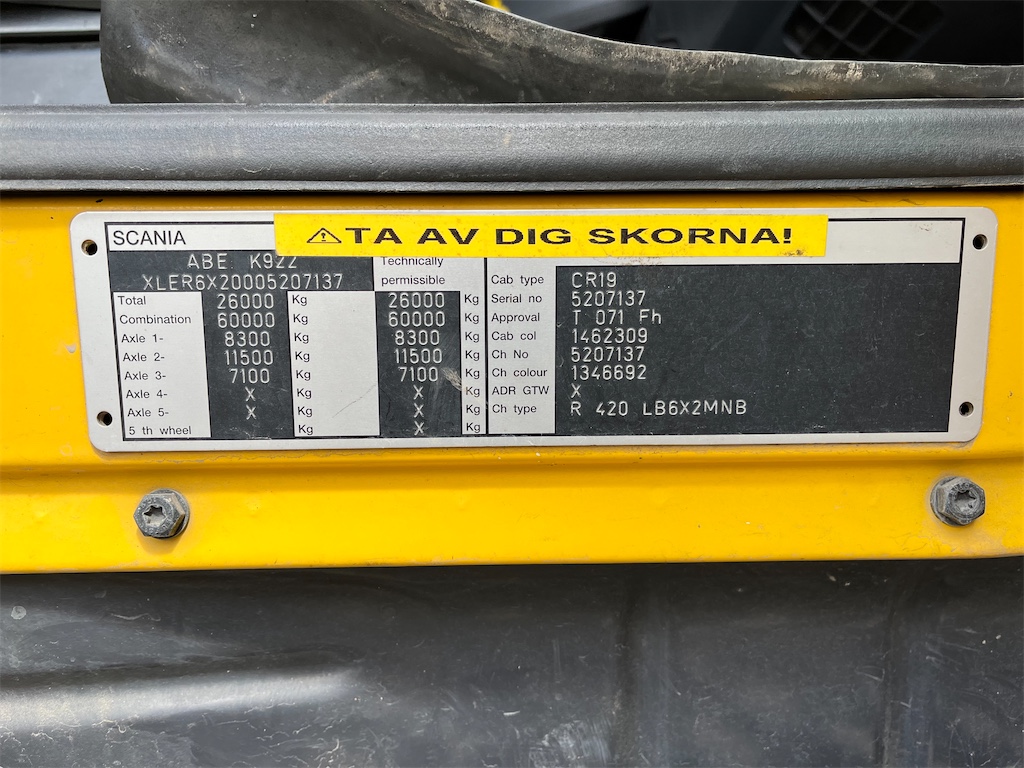 SCANIA
⚠TA AV DIG SKORNA!
ABE K922
XLER6X20005207137
Technically
permissible
Total 26000 Kg 26000 Kg
Combination 60000 Kg 60000 Kg
Axle 1- 8300 Kg 8300 Kg
Axle 2- 11500 Kg 11500 Kg
Axle 3- 7100 Kg 7100 Kg
Axle 4- X Kg X Kg
Axle 5- X Kg X Kg
5 th wheel Kg X Kg
Cab type CR19
Serial no 5207137
Approval T 071 Fh
Cab col 1462309
Ch No 5207137
Ch colour 1346692
ADR GTW X
Ch type R 420 LB6X2MNB